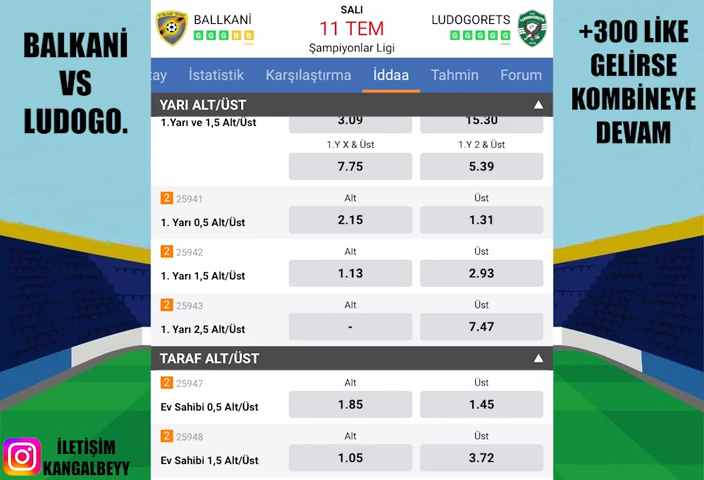 BALKANİ
VS
LUDOGO.
SALI
BALLKANİ
11 TEM
LUDOGORETS
G G G B B
Şampiyonlar Ligi
G G G G G
+300 LİKE
GELİRSE
KOMBİNEYE
DEVAM
tay İstatistik Karşılaştırma İddaa Tahmin Forum
YARI ALT/ÜST
1.Yarı ve 1,5 Alt/Üst 3.09 15.30
1.Y X & Üst 1.Y 2 & Üst
7.75 5.39
2 25941 Alt Üst
1. Yarı 0,5 Alt/Üst 2.15 1.31
2 25942 Alt Üst
1. Yarı 1,5 Alt/Üst 1.13 2.93
2 25943 Alt Üst
1. Yarı 2,5 Alt/Üst - 7.47
TARAF ALT/ÜST
2 25947 Alt Üst
Ev Sahibi 0,5 Alt/Üst 1.85 1.45
2 25948 Alt Üst
Ev Sahibi 1,5 Alt/Üst 1.05 3.72
İLETİŞİM
KANGALBEYY